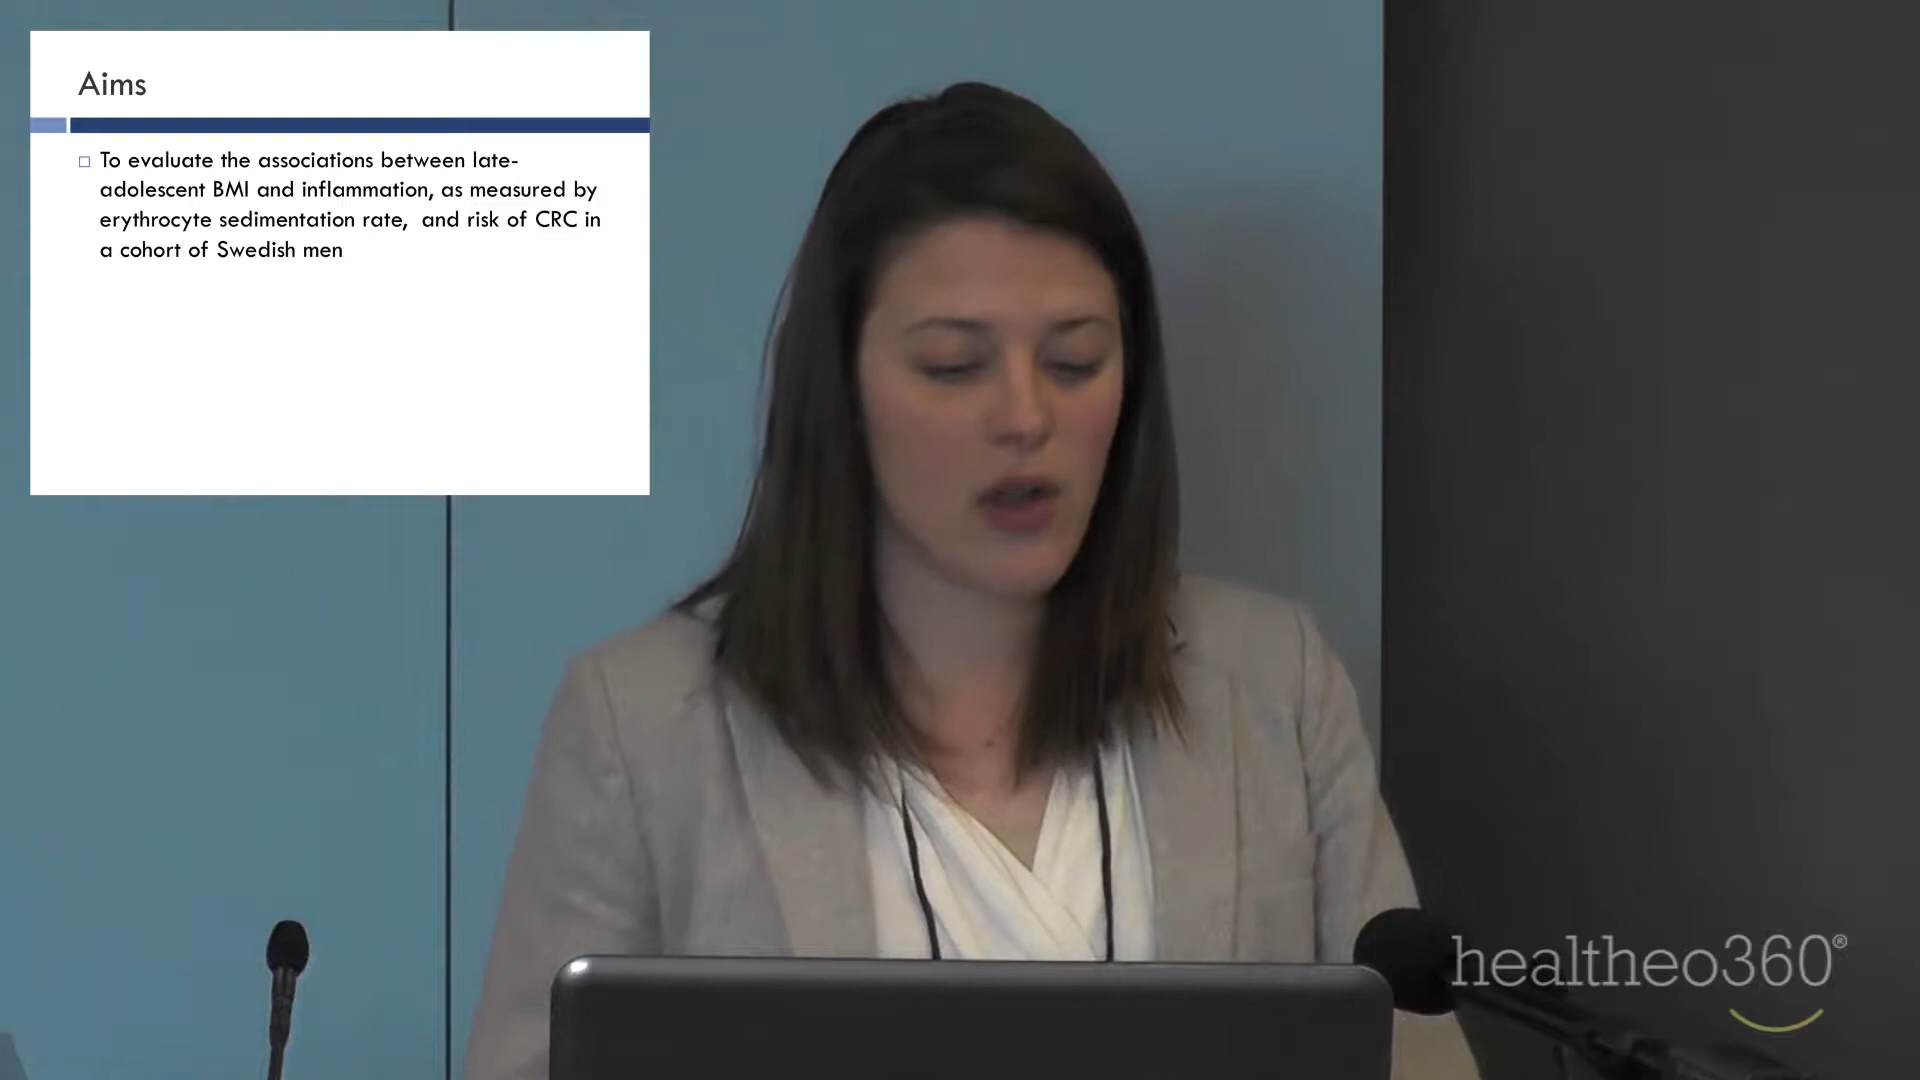 Aims
To evaluate the associations between late-
adolescent BMI and inflammation, as measured by
erythrocyte sedimentation rate,  and risk of CRC in
a cohort of Swedish men
healtheo360®